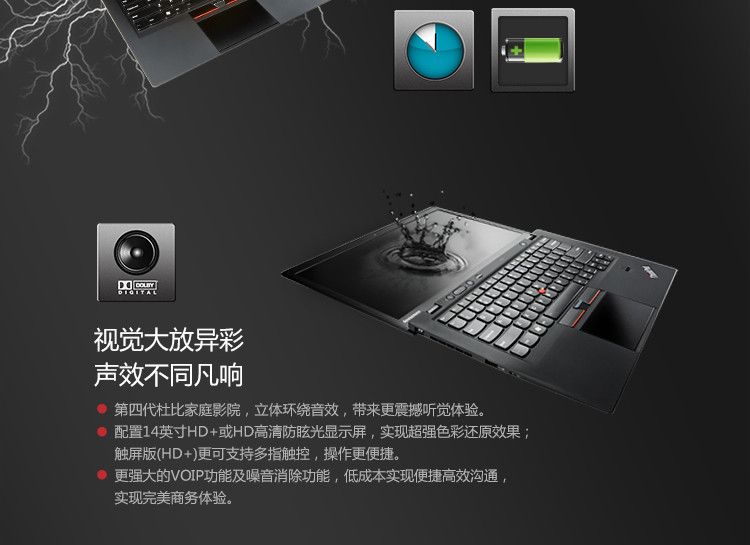 DOLBY
DIGITAL
ThinkPad
视觉大放异彩
声效不同凡响
第四代杜比家庭影院，立体环绕音效，带来更震撼听觉体验。
配置14英寸HD+或HD高清防眩光显示屏，实现超强色彩还原效果；
触屏版(HD+)更可支持多指触控，操作更便捷。
更强大的VOIP功能及噪音消除功能，低成本实现便捷高效沟通，
实现完美商务体验。